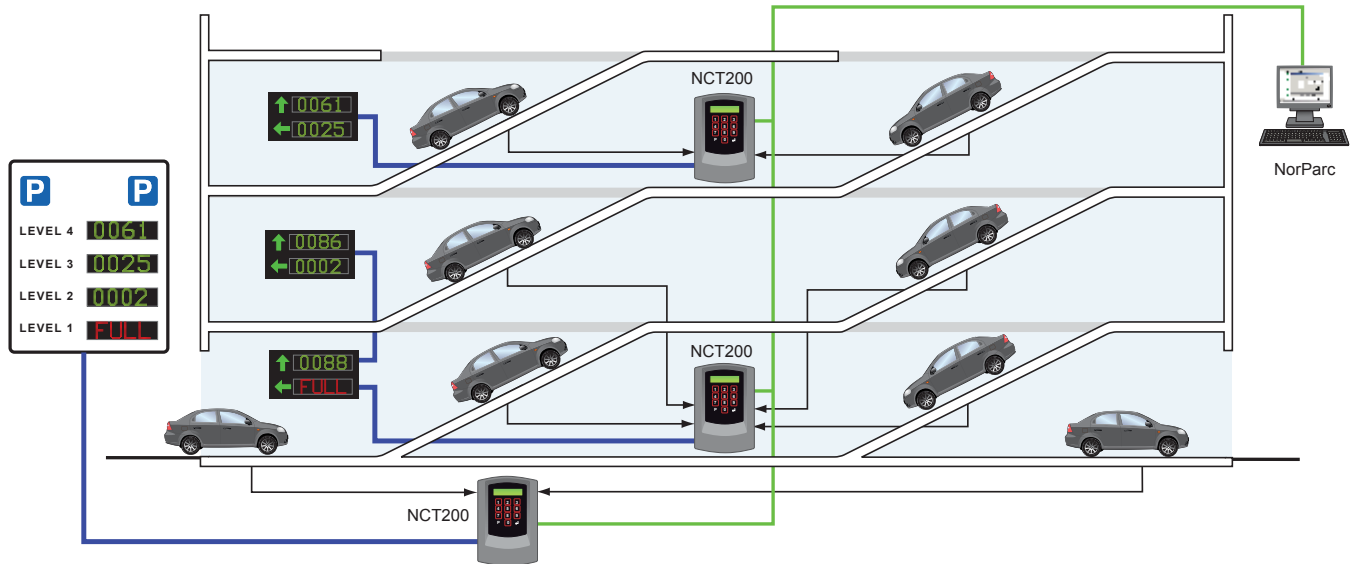 NCT200
0061
0025
NorParc
P P
LEVEL 4 0061
LEVEL 3 0025
LEVEL 2 0002
LEVEL 1 FULL
0086
0002
0088
FULL
NCT200
NCT200